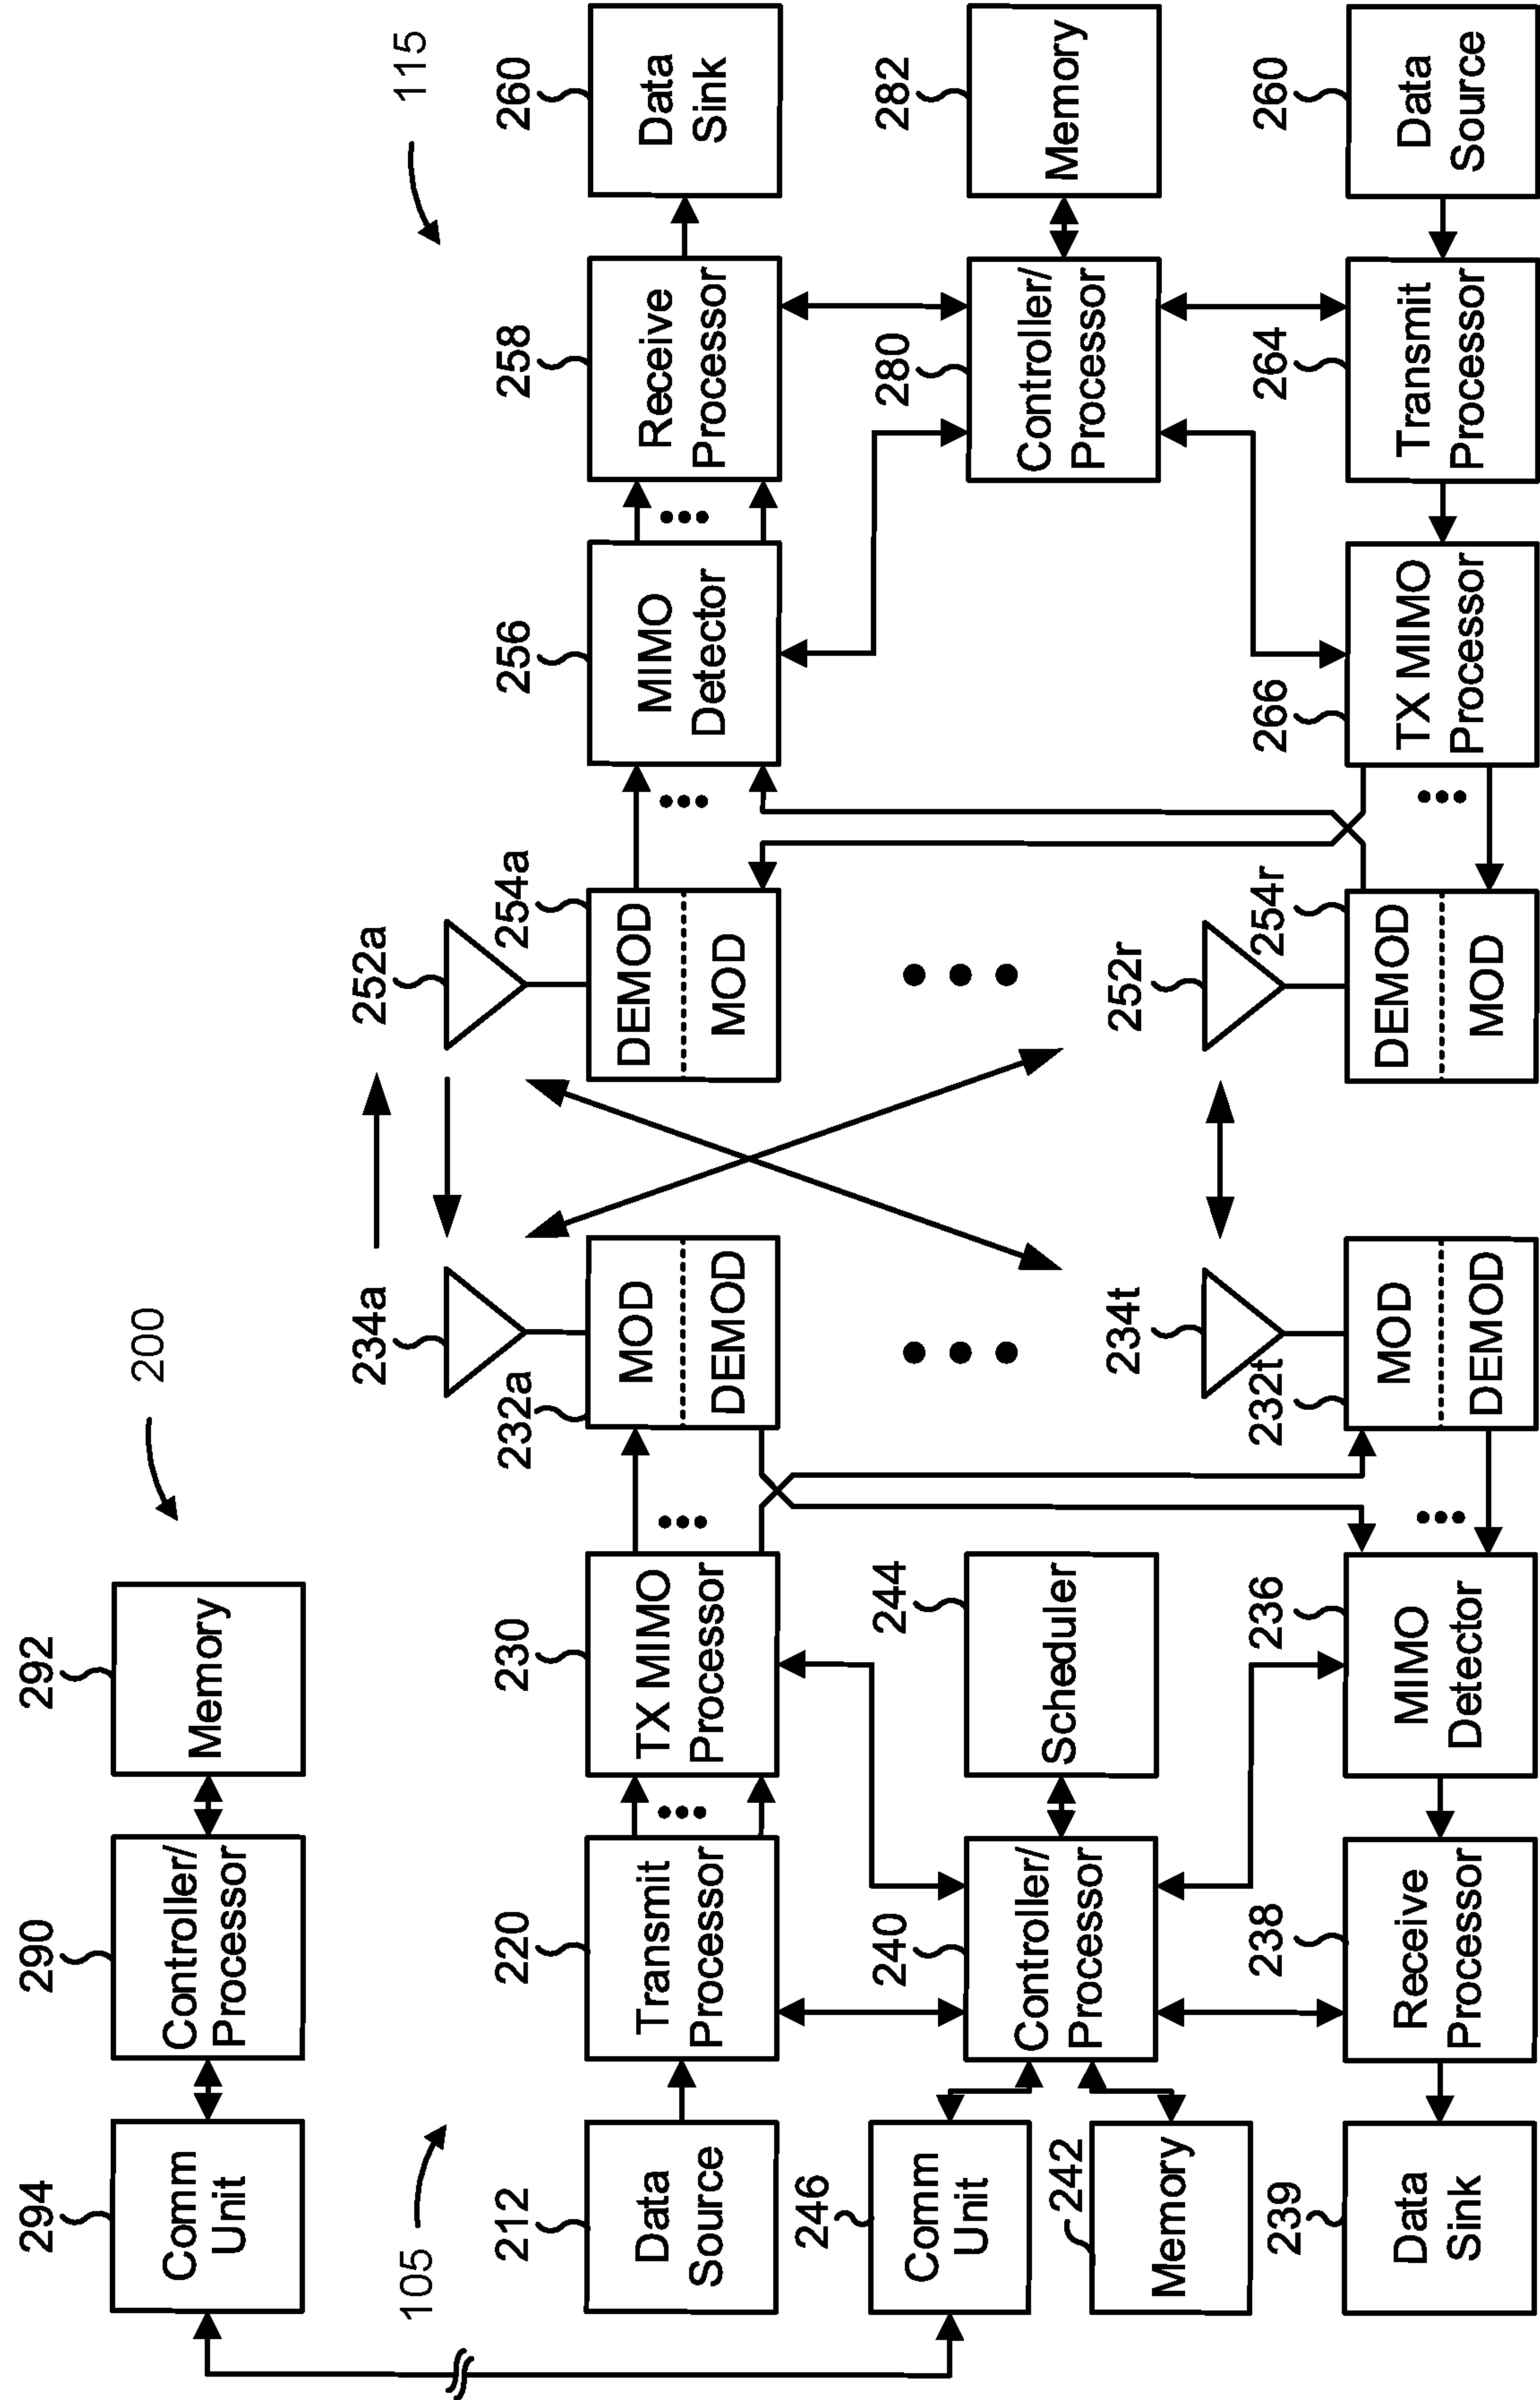 292
290
294
Memory
Controller/
Processor
Comm
Unit
200
105
115
212
220
230
232a
234a
252a
254a
256
258
260
Data
Source
Transmit
Processor
TX MIMO
Processor
MOD
DEMOD
DEMOD
MOD
MIMO
Detector
Receive
Processor
Data
Sink
246
240
244
280
282
Comm
Unit
Controller/
Processor
Scheduler
Controller/
Processor
Memory
242
Memory
239
238
236
232t
234t
252r
254r
266
264
260
Data
Sink
Receive
Processor
MIMO
Detector
MOD
DEMOD
DEMOD
MOD
TX MIMO
Processor
Transmit
Processor
Data
Source